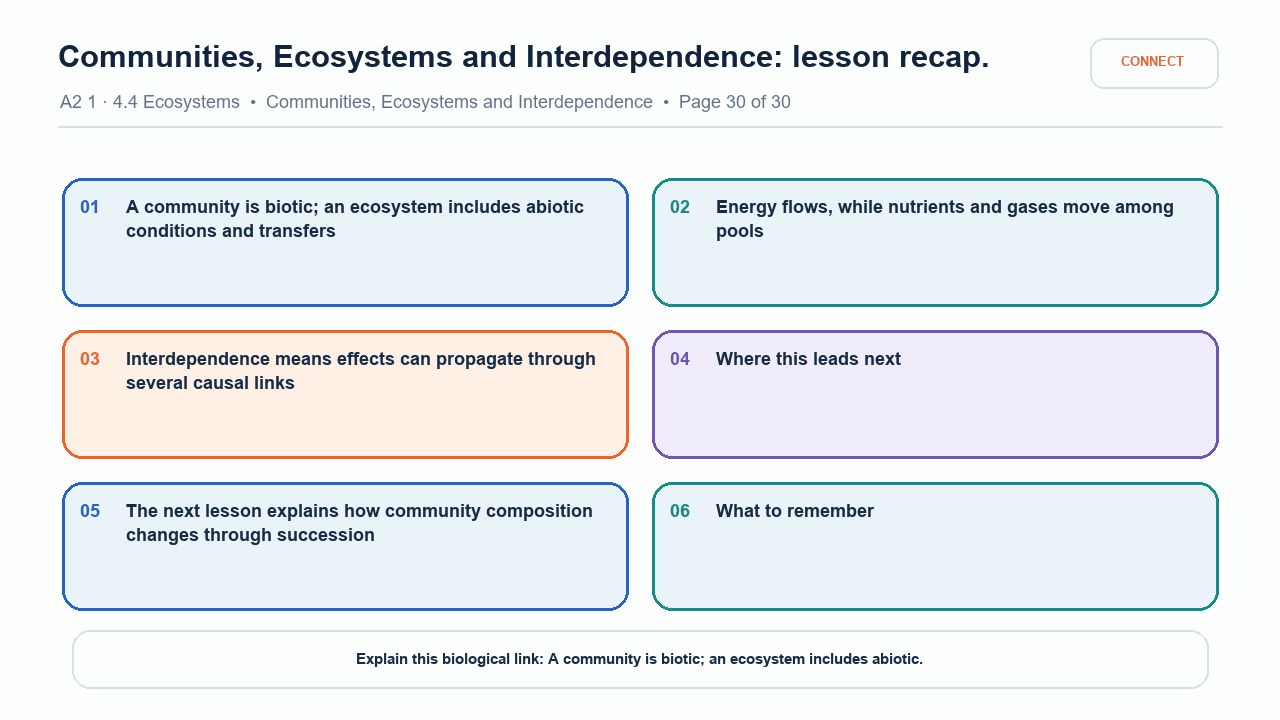 Communities, Ecosystems and Interdependence: lesson recap.
CONNECT
A2 1 · 4.4 Ecosystems • Communities, Ecosystems and Interdependence • Page 30 of 30
01 A community is biotic; an ecosystem includes abiotic
conditions and transfers
02 Energy flows, while nutrients and gases move among
pools
03 Interdependence means effects can propagate through
several causal links
04 Where this leads next
05 The next lesson explains how community composition
changes through succession
06 What to remember
Explain this biological link: A community is biotic; an ecosystem includes abiotic.